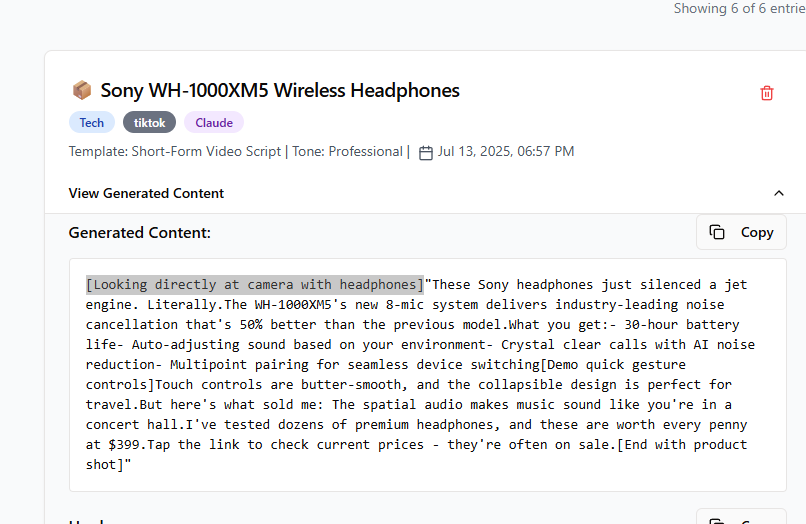 Showing 6 of 6 entrie
Sony WH-1000XM5 Wireless Headphones
Tech tiktok Claude
Template: Short-Form Video Script | Tone: Professional | Jul 13, 2025, 06:57 PM
View Generated Content
Generated Content:
Copy
[Looking directly at camera with headphones]"These Sony headphones just silenced a jet
engine. Literally.The WH-1000XM5's new 8-mic system delivers industry-leading noise
cancellation that's 50% better than the previous model.What you get:- 30-hour battery
life- Auto-adjusting sound based on your environment- Crystal clear calls with AI noise
reduction- Multipoint pairing for seamless device switching[Demo quick gesture
controls]Touch controls are butter-smooth, and the collapsible design is perfect for
travel.But here's what sold me: The spatial audio makes music sound like you're in a
concert hall.I've tested dozens of premium headphones, and these are worth every penny
at $399.Tap the link to check current prices - they're often on sale.[End with product
shot]"